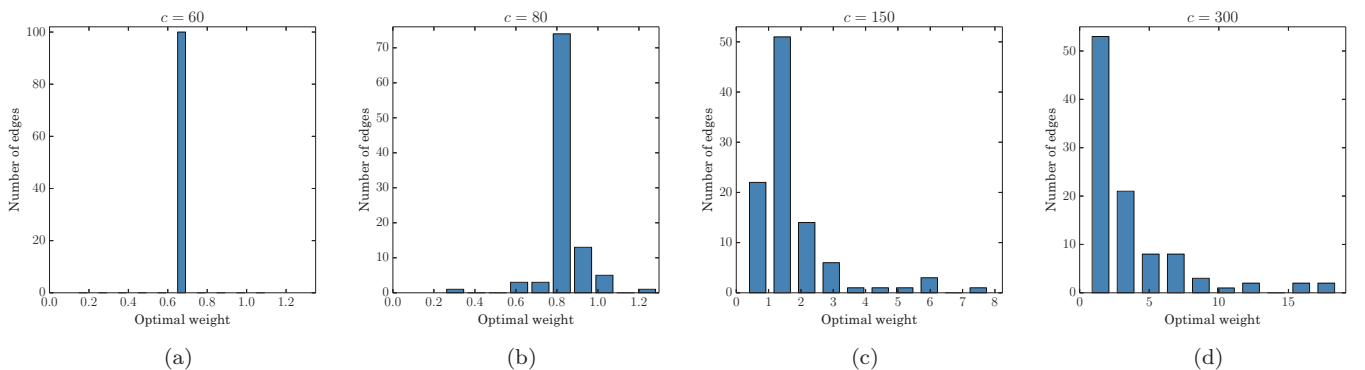 c = 60
100
80
60
40
20
0
0.0 0.2 0.4 0.6 0.8 1.0 1.2
Number of edges
Optimal weight
(a)
c = 80
70
60
50
40
30
20
10
0
0.0 0.2 0.4 0.6 0.8 1.0 1.2
Number of edges
Optimal weight
(b)
c = 150
50
40
30
20
10
0
0 1 2 3 4 5 6 7 8
Number of edges
Optimal weight
(c)
c = 300
50
40
30
20
10
0
0 5 10 15
Number of edges
Optimal weight
(d)